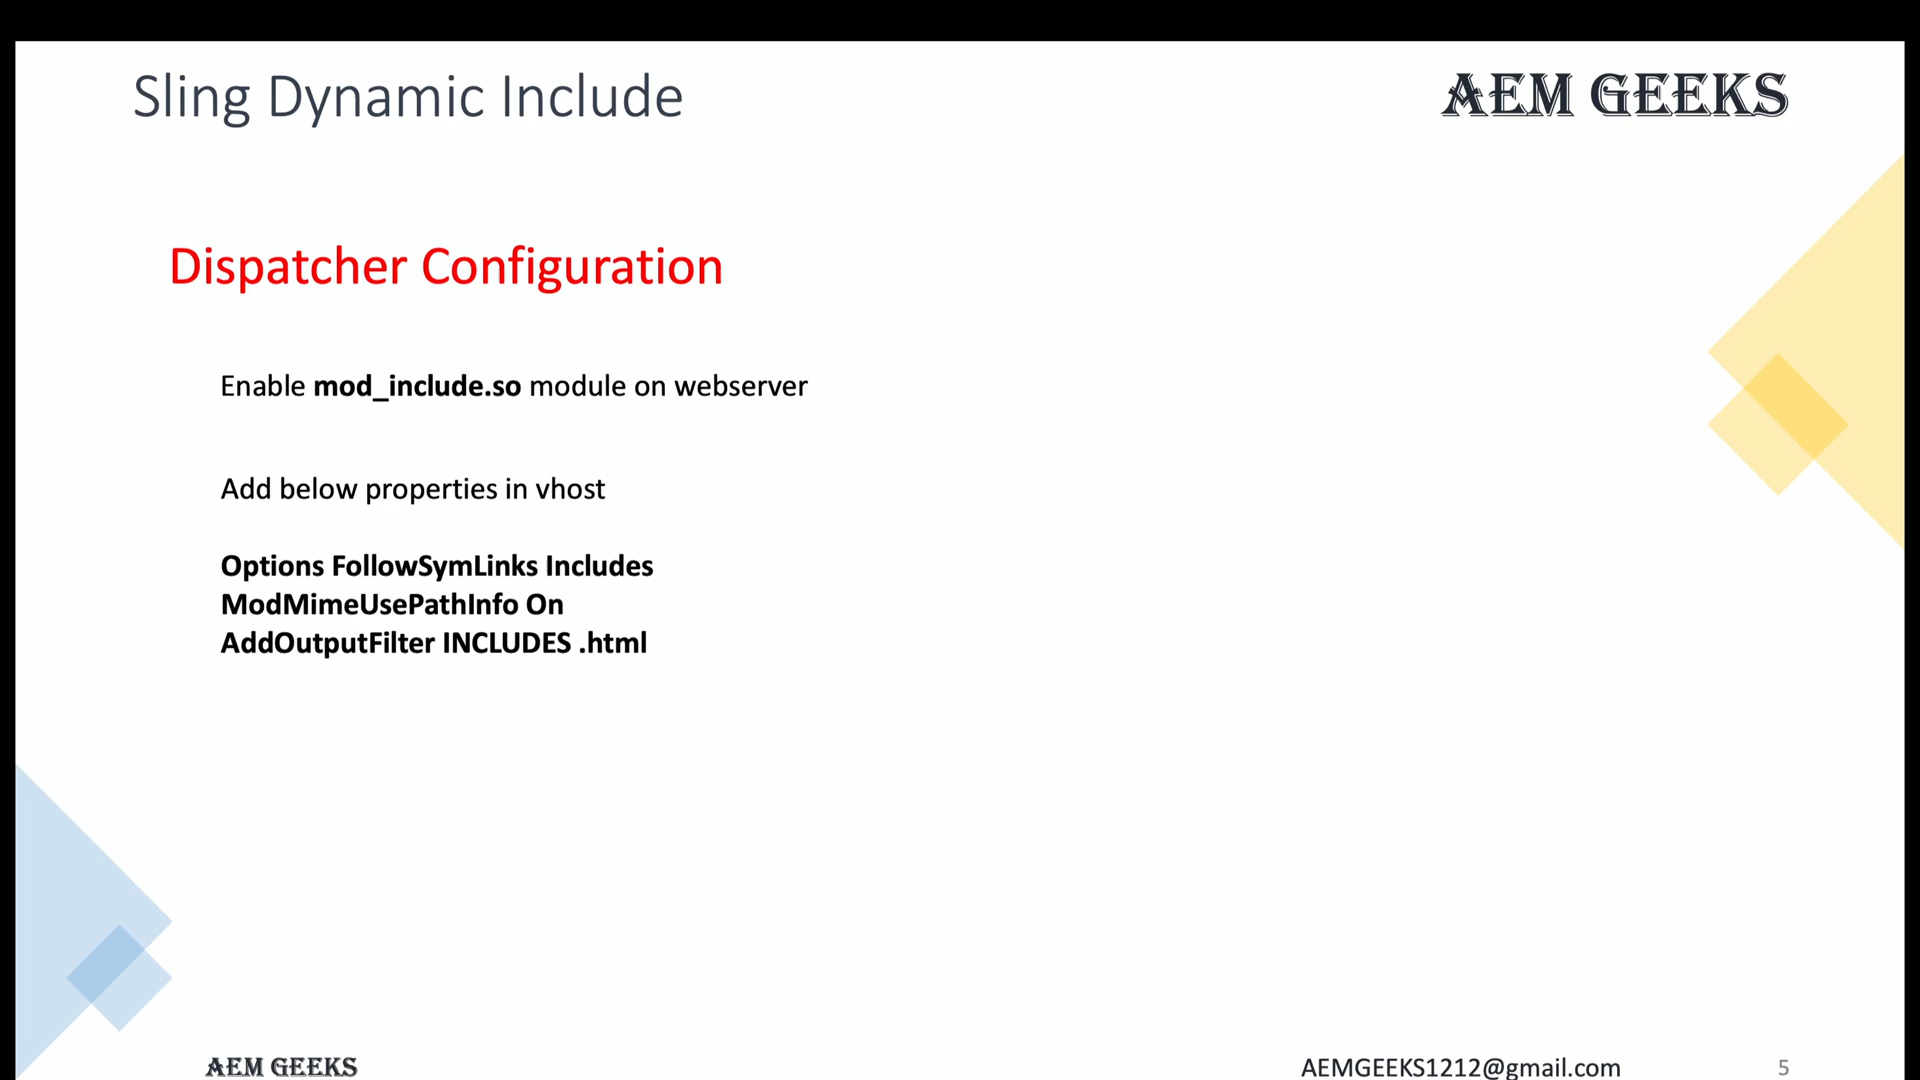 Sling Dynamic Include
AEM GEEKS
Dispatcher Configuration
Enable mod_include.so module on webserver
Add below properties in vhost
Options FollowSymLinks Includes
ModMimeUsePathInfo On
AddOutputFilter INCLUDES .html
AEM GEEKS
AEMGEEKS1212@gmail.com
5